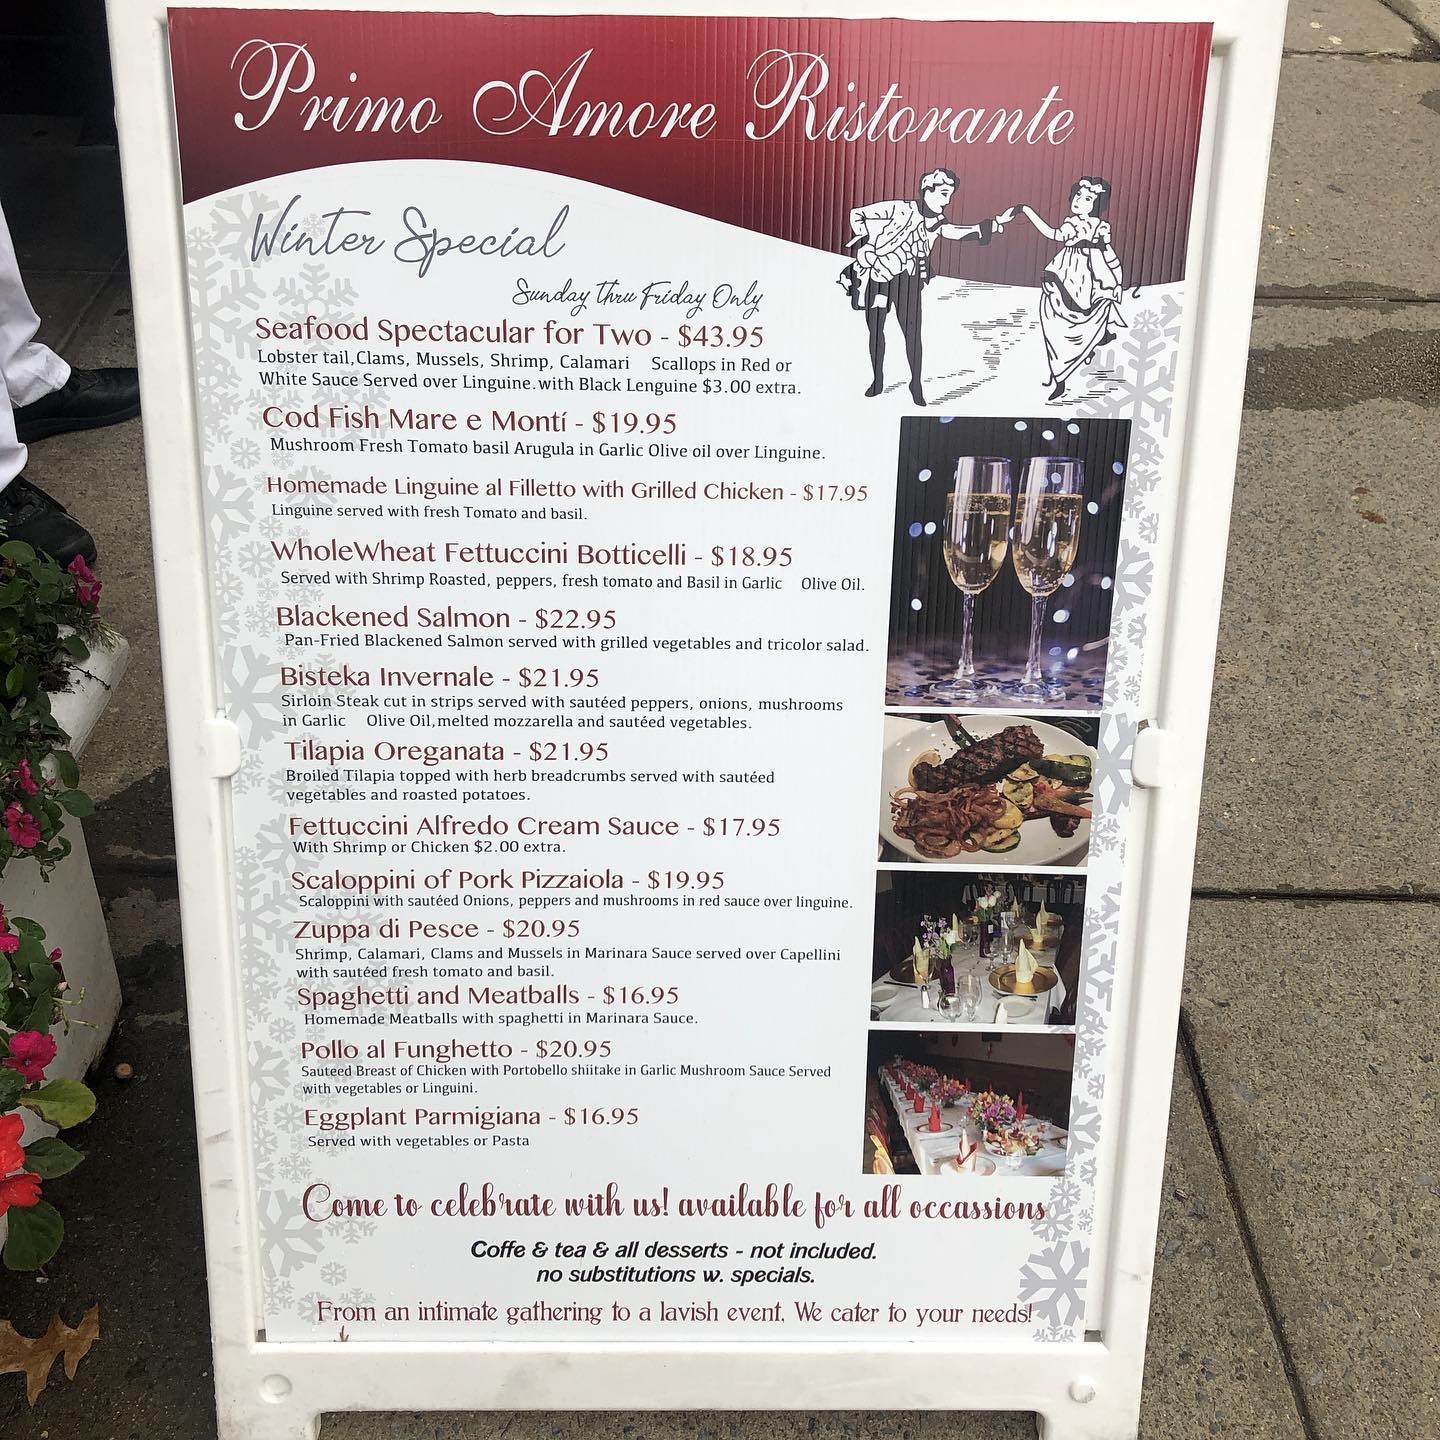 Primo Amore Ristorante
Winter Special
Sunday thru Friday Only
Seafood Spectacular for Two - $43.95
Lobster tail,Clams, Mussels, Shrimp, Calamari Scallops in Red or
White Sauce Served over Linguine.with Black Lenguine $3.00 extra.
Cod Fish Mare e Montí - $19.95
Mushroom Fresh Tomato basil Arugula in Garlic Olive oil over Linguine.
Homemade Linguine al Filletto with Grilled Chicken - $17.95
Linguine served with fresh Tomato and basil.
WholeWheat Fettuccini Botticelli - $18.95
Served with Shrimp Roasted, peppers, fresh tomato and Basil in Garlic Olive Oil.
Blackened Salmon - $22.95
Pan-Fried Blackened Salmon served with grilled vegetables and tricolor salad.
Bisteka Invernale - $21.95
Sirloin Steak cut in strips served with sautéed peppers, onions, mushrooms
in Garlic Olive Oil,melted mozzarella and sautéed vegetables.
Tilapia Oreganata - $21.95
Broiled Tilapia topped with herb breadcrumbs served with sautéed
vegetables and roasted potatoes.
Fettuccini Alfredo Cream Sauce - $17.95
With Shrimp or Chicken $2.00 extra.
Scaloppini of Pork Pizzaiola - $19.95
Scaloppini with sautéed Onions, peppers and mushrooms in red sauce over linguine.
Zuppa di Pesce - $20.95
Shrimp, Calamari, Clams and Mussels in Marinara Sauce served over Capellini
with sautéed fresh tomato and basil.
Spaghetti and Meatballs - $16.95
Homemade Meatballs with spaghetti in Marinara Sauce.
Pollo al Funghetto - $20.95
Sauteed Breast of Chicken with Portobello shiitake in Garlic Mushroom Sauce Served
with vegetables or Linguini.
Eggplant Parmigiana - $16.95
Served with vegetables or Pasta
Come to celebrate with us! available for all occassions
Coffe & tea & all desserts - not included.
no substitutions w. specials.
From an intimate gathering to a lavish event, We cater to your needs!